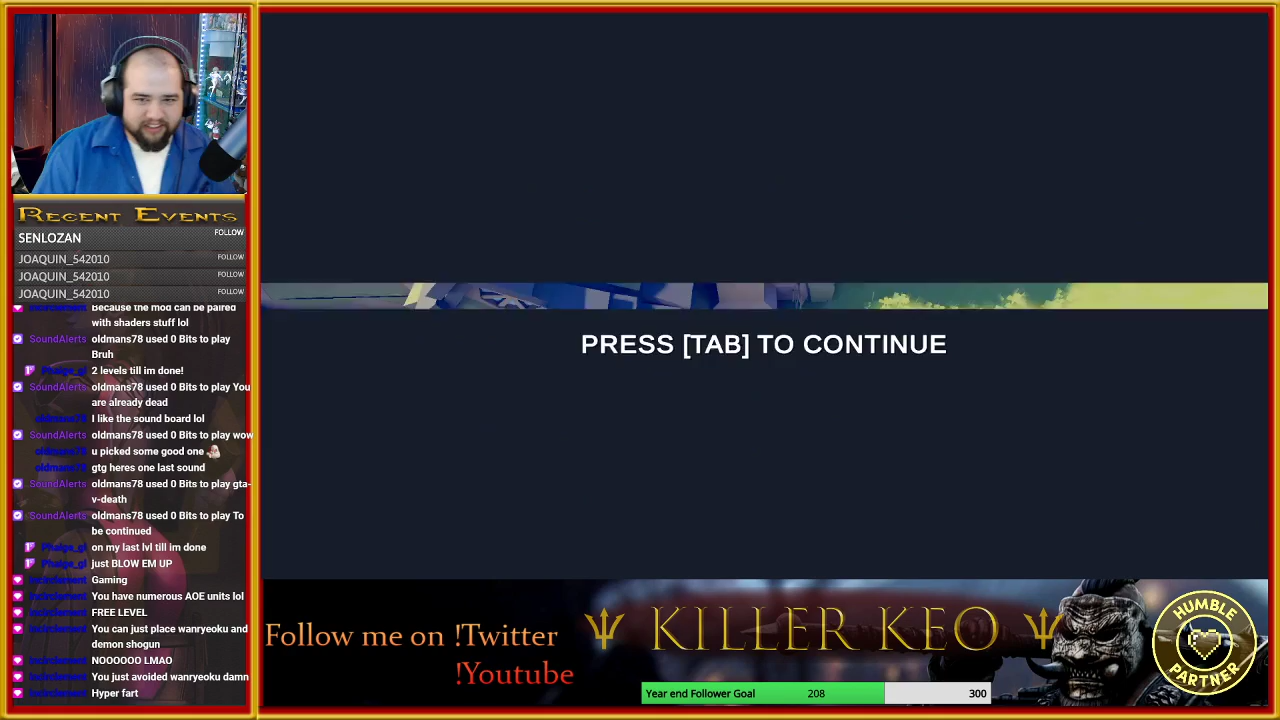 RECENT EVENTS
SENLOZAN FOLLOW
JOAQUIN_542010 FOLLOW
JOAQUIN_542010 FOLLOW
JOAQUIN_542010 FOLLOW
Because the mod can be paired
with shaders stuff lol
SoundAlerts oldmans78 used 0 Bits to play
Bruh
Phaige_gl 2 levels till im done!
SoundAlerts oldmans78 used 0 Bits to play You
are already dead
oldmans78 I like the sound board lol
SoundAlerts oldmans78 used 0 Bits to play wow
oldmans78 u picked some good one
oldmans78 gtg heres one last sound
SoundAlerts oldmans78 used 0 Bits to play gta-
v-death
SoundAlerts oldmans78 used 0 Bits to play To
be continued
Phaige_gl on my last lvl till im done
Phaige_gl just BLOW EM UP
Gaming
You have numerous AOE units lol
FREE LEVEL
You can just place wanryeoku and
demon shogun
NOOOOOO LMAO
You just avoided wanryeoku damn
Hyper fart
PRESS [TAB] TO CONTINUE
Follow me on !Twitter
!Youtube
KILLER KEO
Year end Follower Goal 208 300
HUMBLE
PARTNER